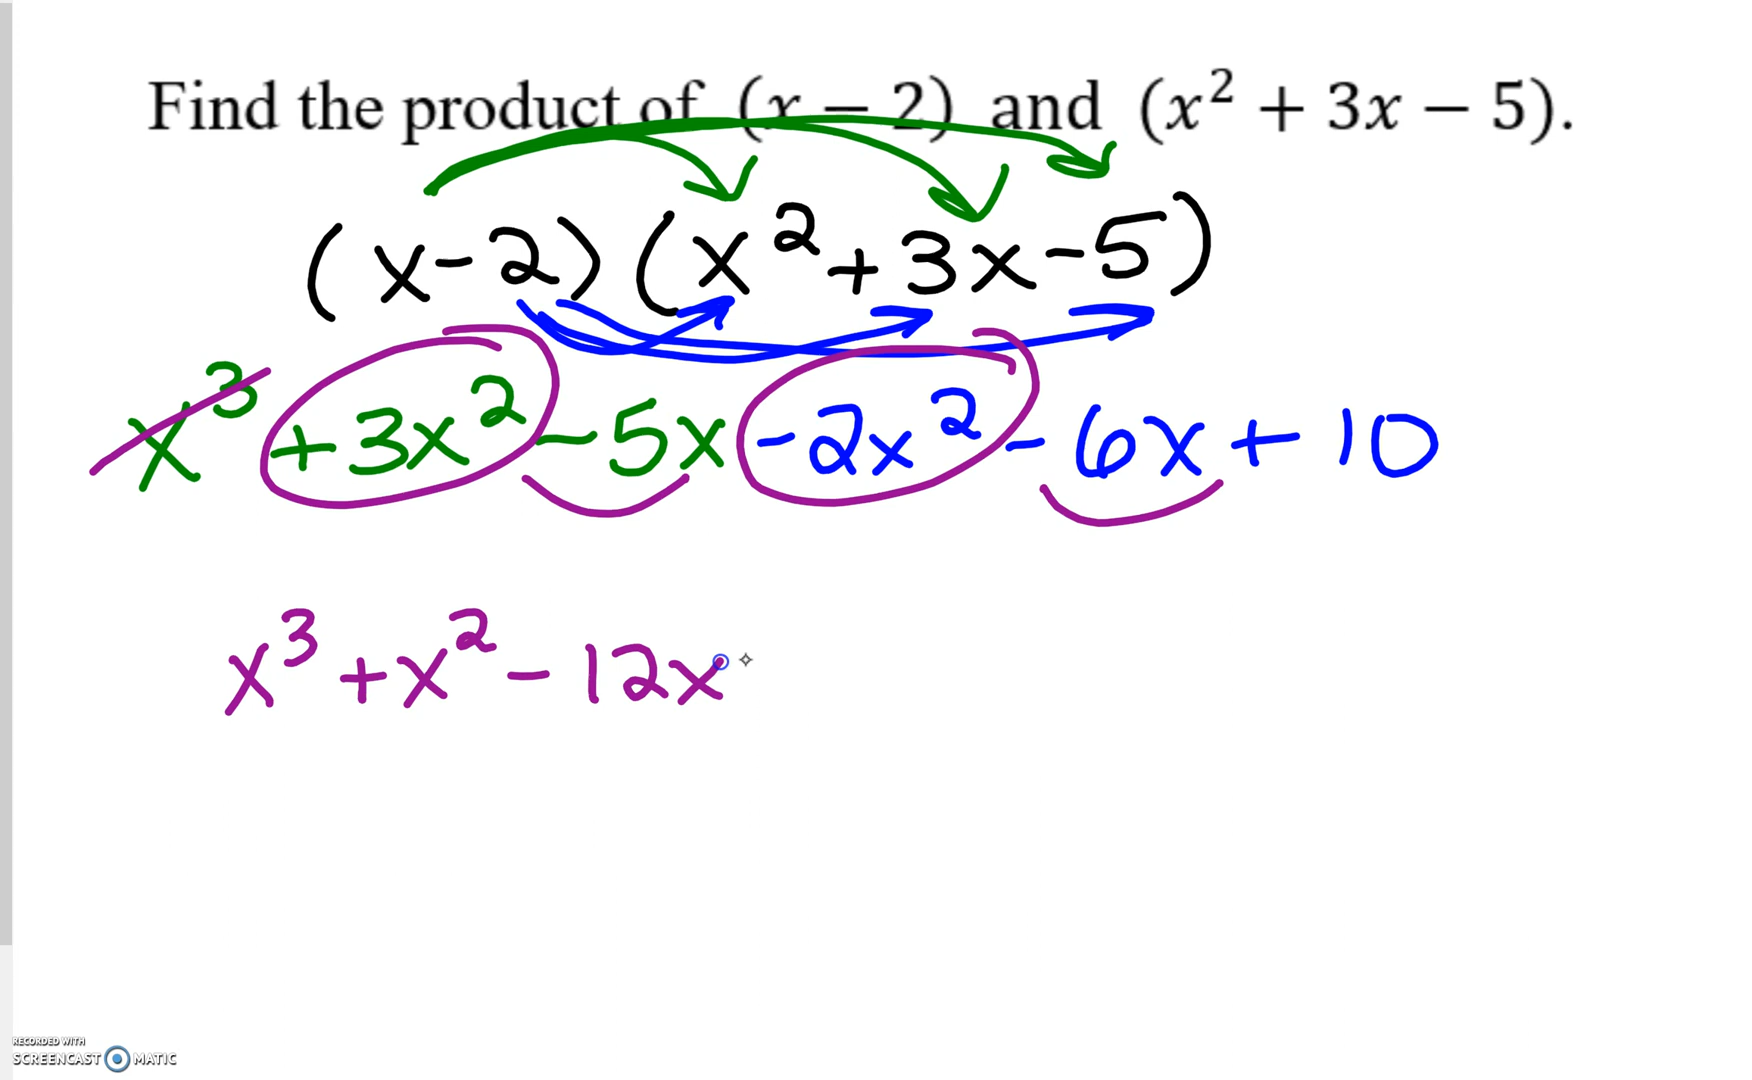 Find the product of (x − 2) and (x² + 3x − 5).
(x-2)(x²+3x-5)
x³+3x²-5x-2x²-6x+10
x³+x²-12x
RECORDED WITH
SCREENCAST MATIC